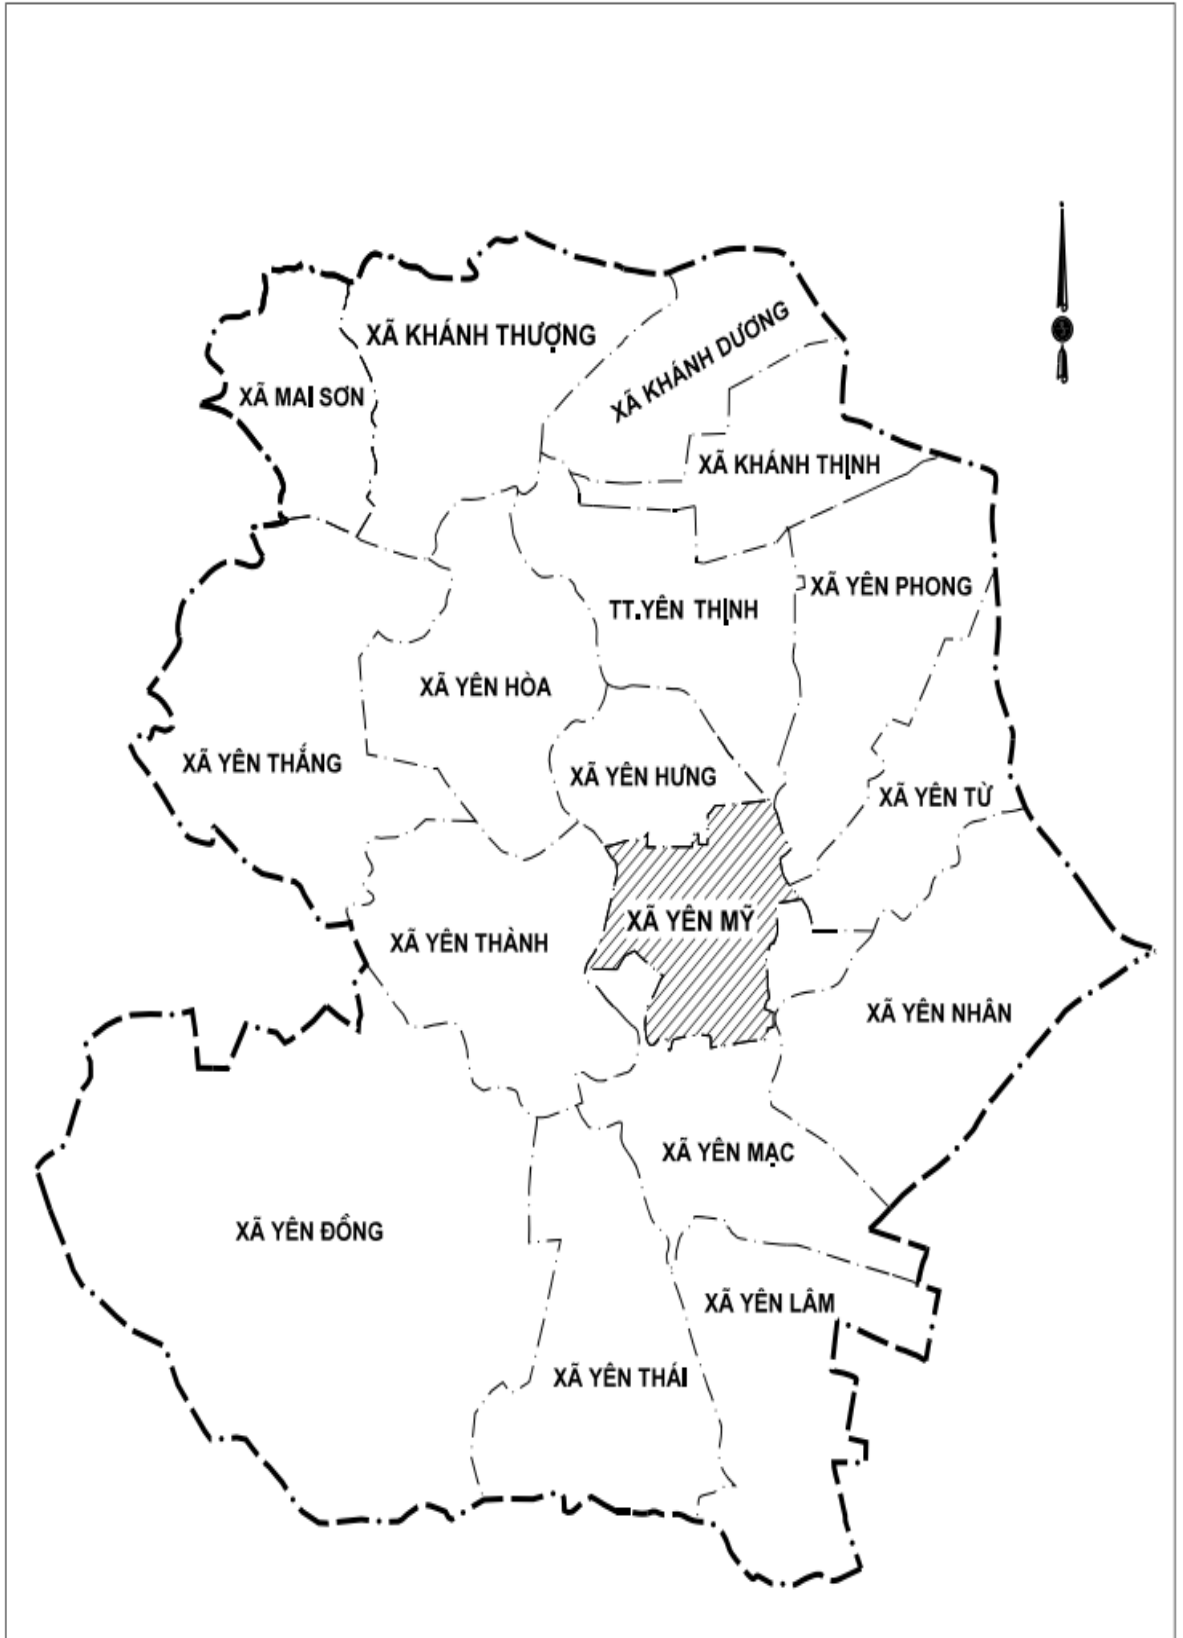 XÃ KHÁNH THƯỢNG
XÃ KHÁNH DƯƠNG
XÃ MAI SƠN
XÃ KHÁNH THỊNH
XÃ YÊN PHONG
TT.YÊN THỊNH
XÃ YÊN HÒA
XÃ YÊN THẮNG
XÃ YÊN HƯNG
XÃ YÊN TỪ
XÃ YÊN MỸ
XÃ YÊN THÀNH
XÃ YÊN NHÂN
XÃ YÊN MẠC
XÃ YÊN ĐỒNG
XÃ YÊN LÂM
XÃ YÊN THÁI